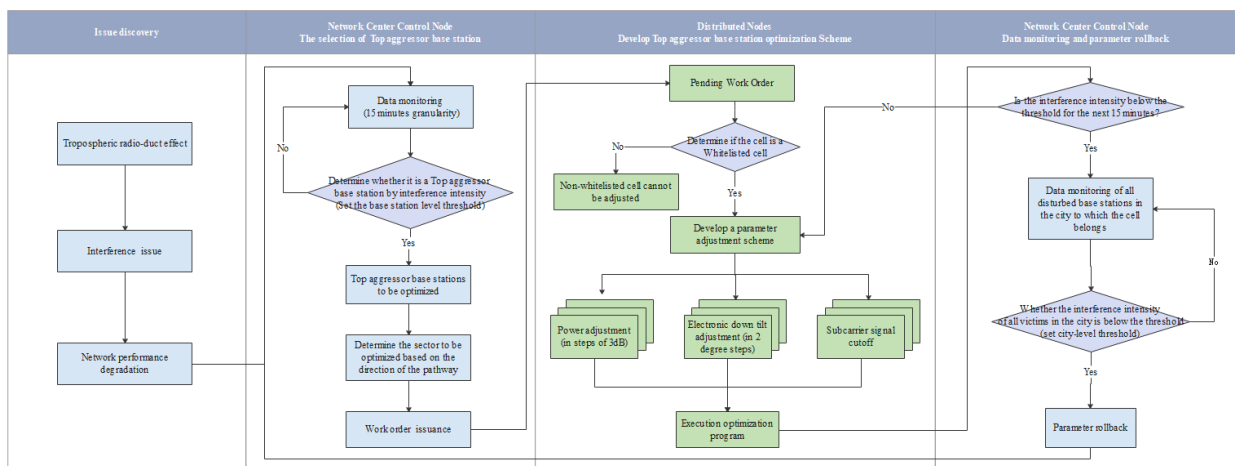 Issue discovery
Network Center Control Node
The selection of Top aggressor base station
Distributed Nodes
Develop Top aggressor base station optimization Scheme
Network Center Control Node
Data monitoring and parameter rollback
Tropospheric radio-duct effect
Interference issue
Network performance
degradation
Data monitoring
(15 minutes granularity)
No
Determine whether it is a Top aggressor
base station by interference intensity
(Set the base station level threshold)
Yes
Top aggressor base stations
to be optimized
Determine the sector to be
optimized based on the
direction of the pathway
Work order issuance
Pending Work Order
Determine if the cell is a
Whitelisted cell
No
Non-whitelisted cell cannot
be adjusted
Yes
Develop a parameter
adjustment scheme
Power adjustment
(in steps of 3dB)
Electronic down tilt
adjustment (in 2
degree steps)
Subcarrier signal
cutoff
Execution optimization
program
No
Is the interference intensity below the
threshold for the next 15 minutes?
Yes
Data monitoring of all
disturbed base stations in
the city to which the cell
belongs
No
Whether the interference intensity
of all victims in the city is below the threshold
(set city-level threshold)
Yes
Parameter rollback